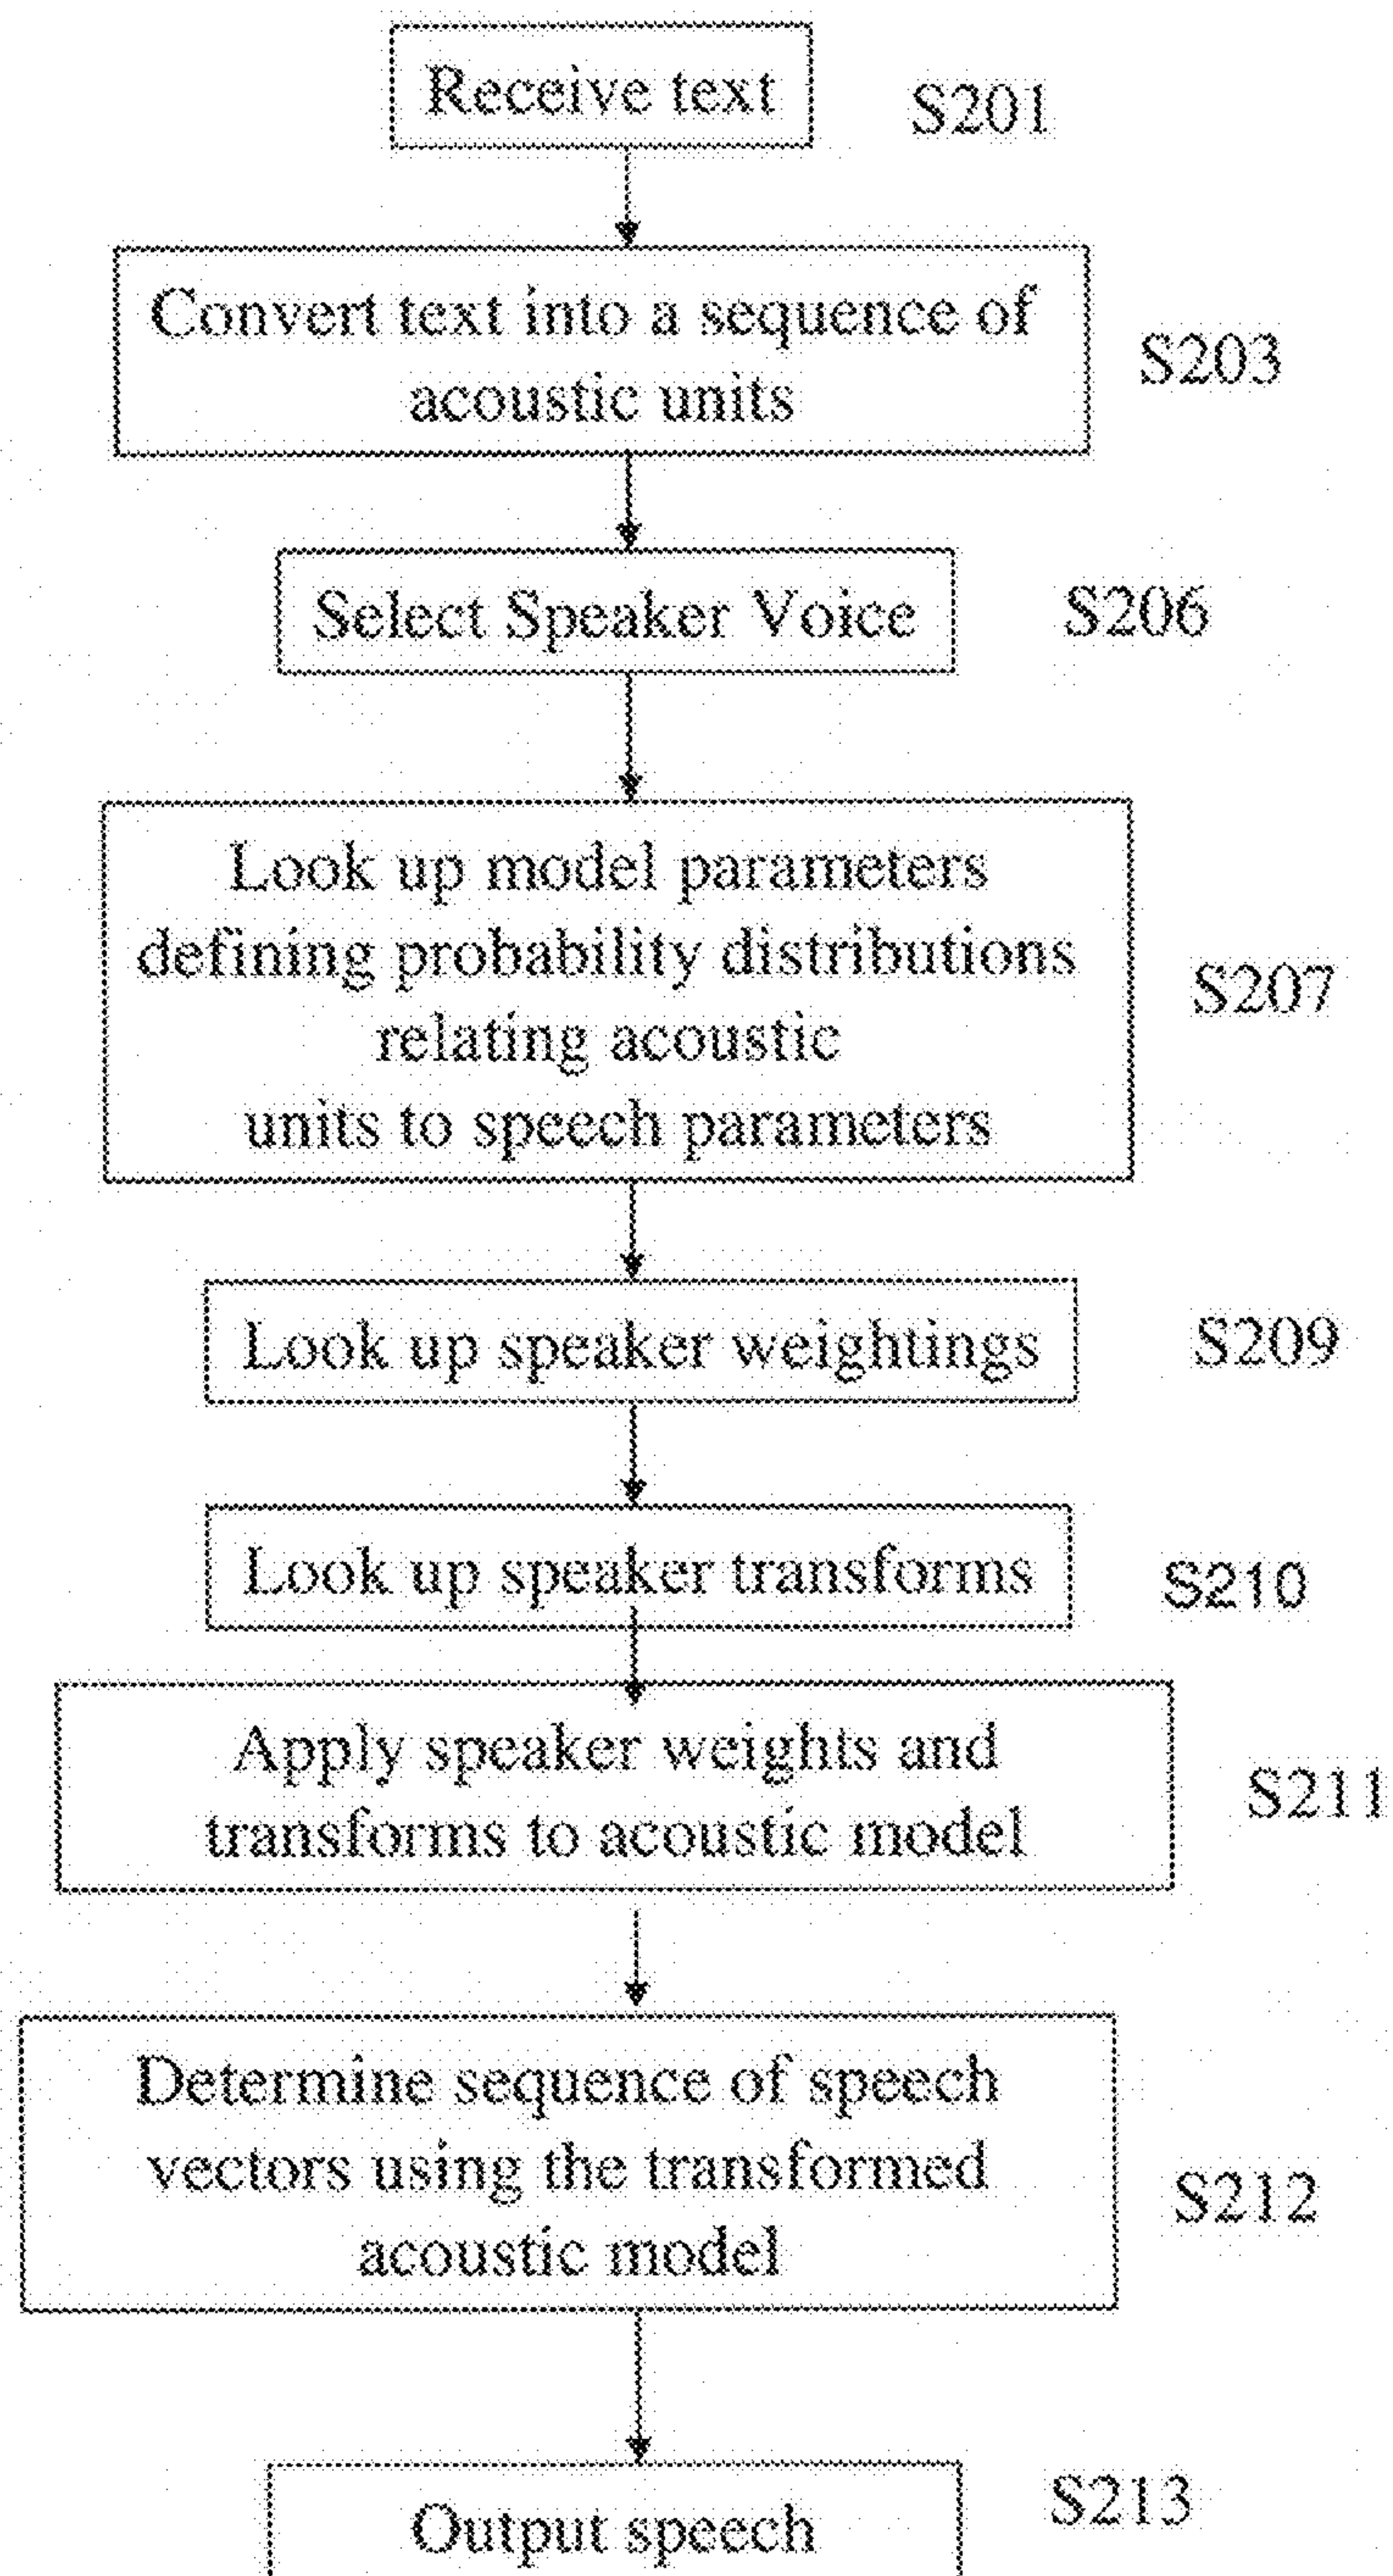 Receive text
S201
Convert text into a sequence of
acoustic units
S203
Select Speaker Voice
S206
Look up model parameters
defining probability distributions
relating acoustic
units to speech parameters
S207
Look up speaker weightings
S209
Look up speaker transforms
S210
Apply speaker weights and
transforms to acoustic model
S211
Determine sequence of speech
vectors using the transformed
acoustic model
S212
Output speech
S213